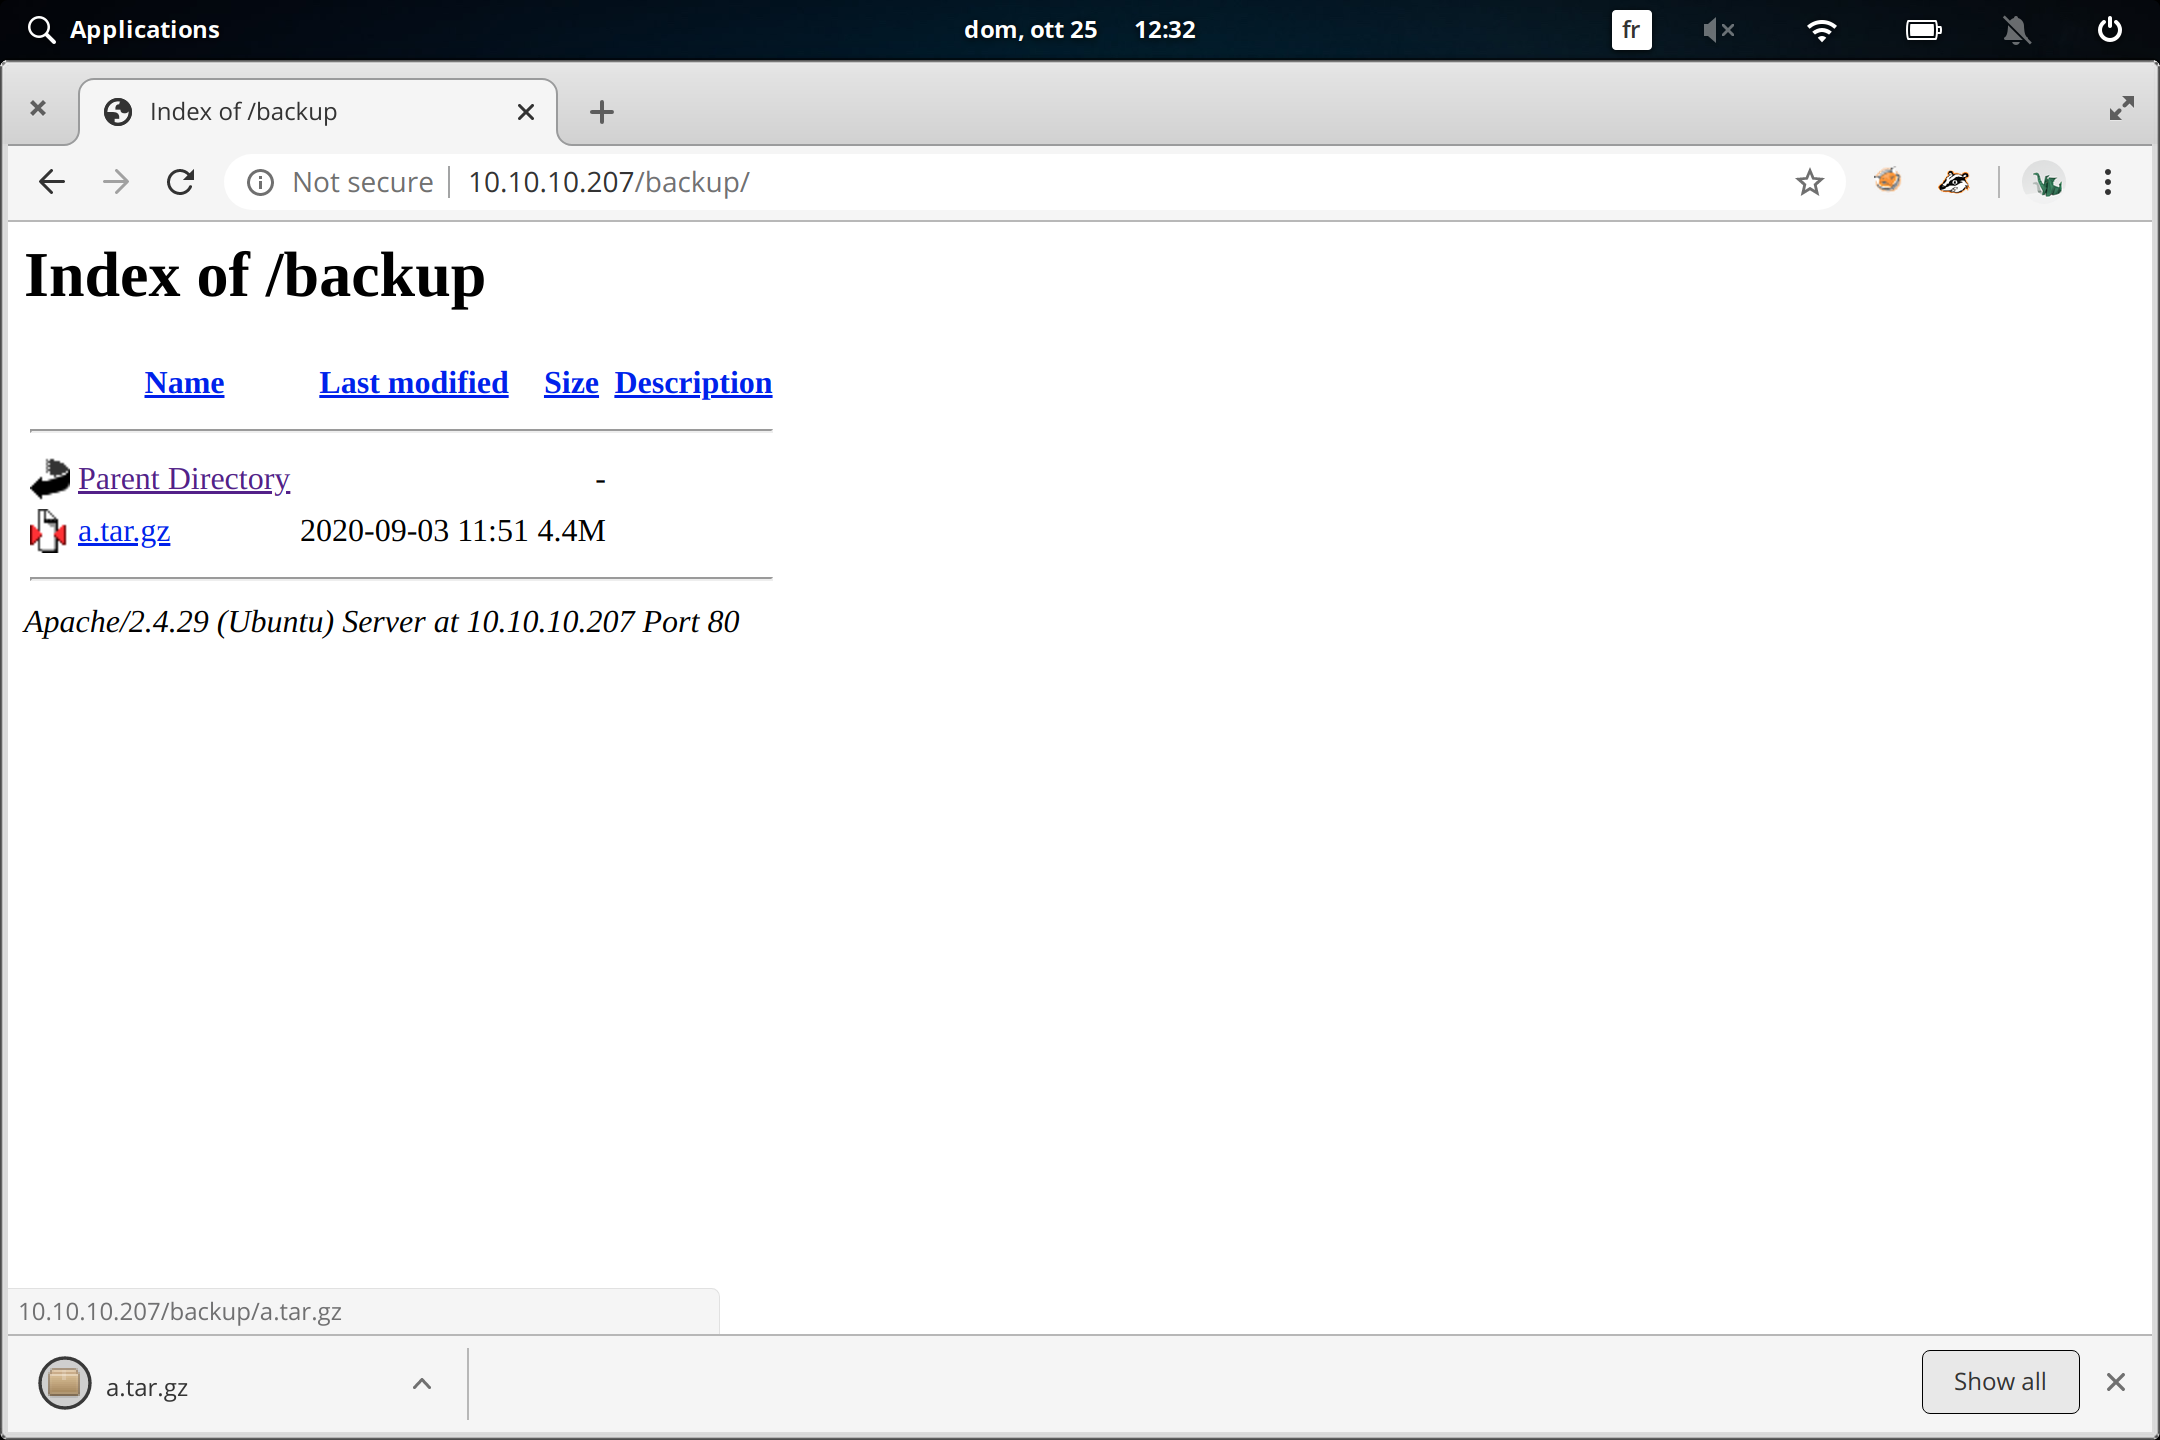 Applications dom, ott 25 12:32 fr
Index of /backup
Not secure 10.10.10.207/backup/
Index of /backup
Name Last modified Size Description
Parent Directory -
a.tar.gz 2020-09-03 11:51 4.4M
Apache/2.4.29 (Ubuntu) Server at 10.10.10.207 Port 80
10.10.10.207/backup/a.tar.gz
a.tar.gz Show all